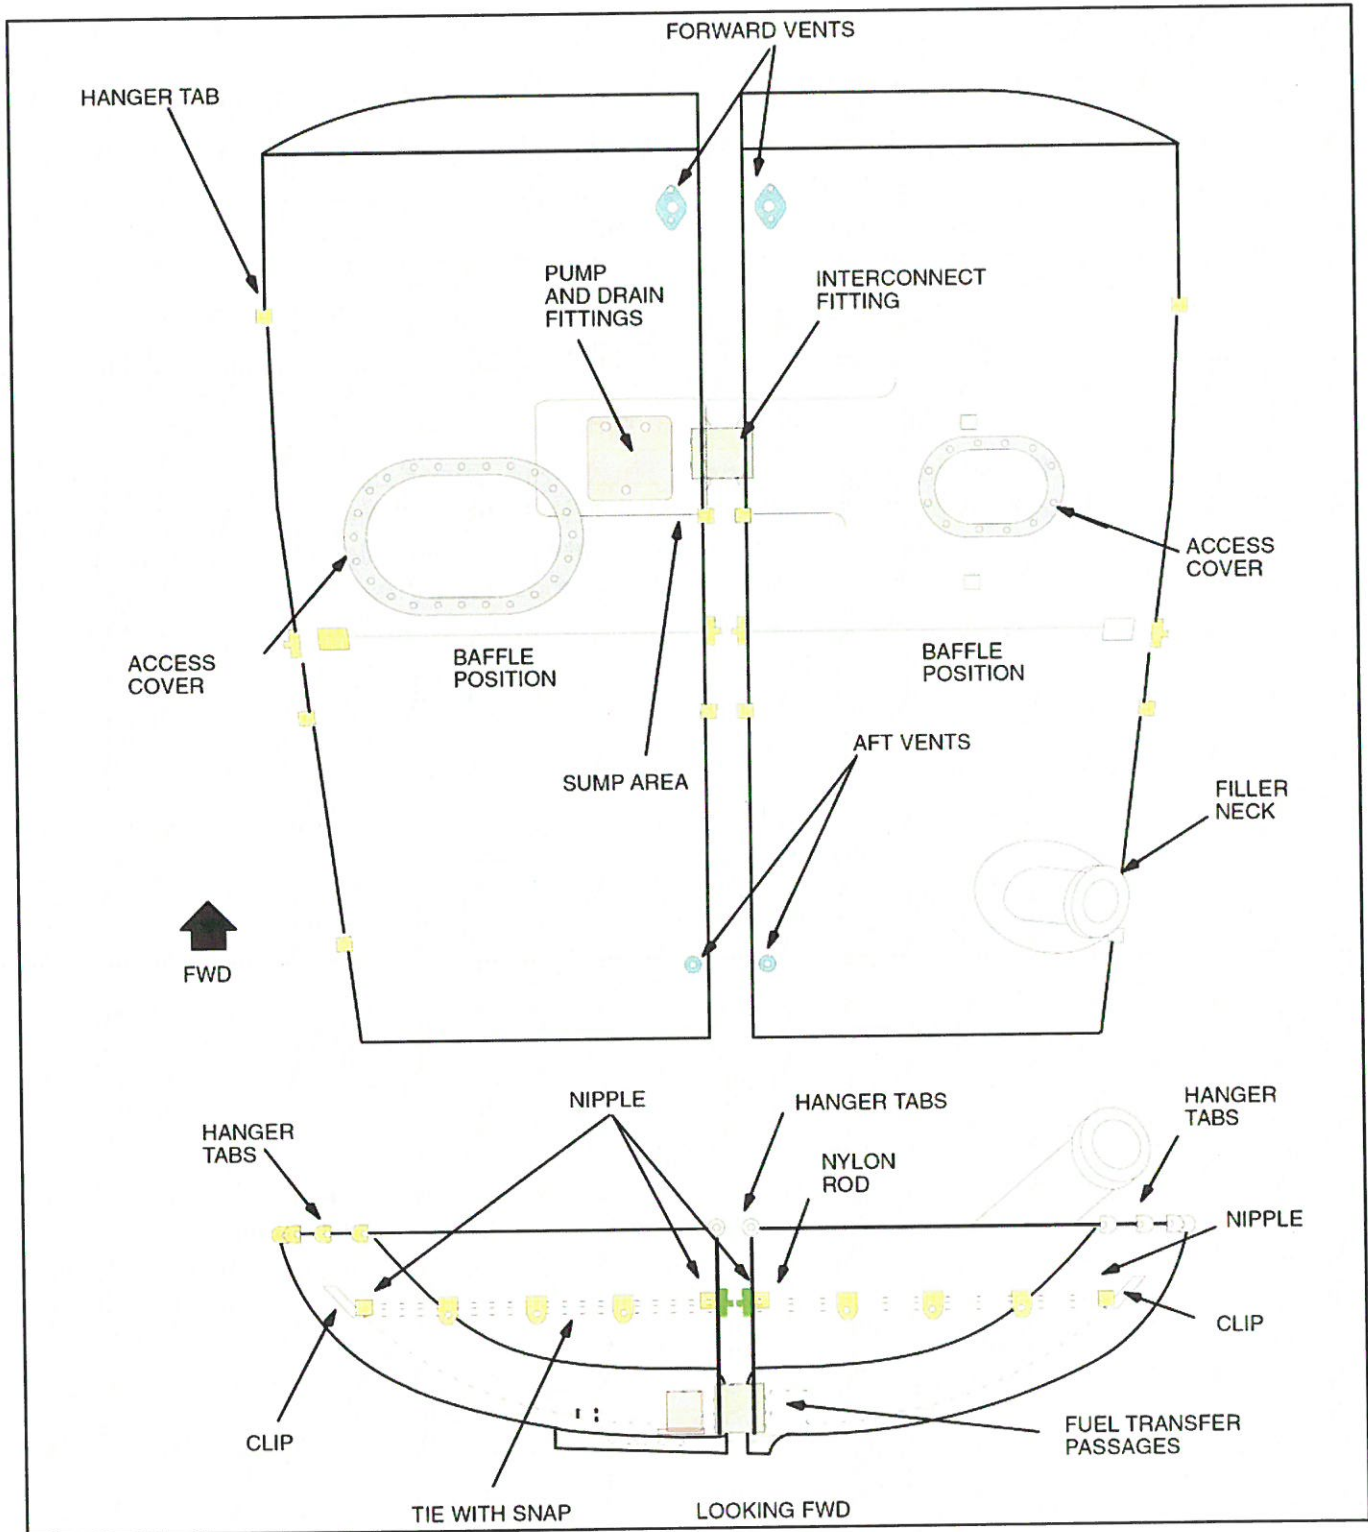 FORWARD VENTS
HANGER TAB
PUMP
AND DRAIN
FITTINGS
INTERCONNECT
FITTING
ACCESS
COVER
ACCESS
COVER
BAFFLE
POSITION
BAFFLE
POSITION
SUMP AREA
AFT VENTS
FILLER
NECK
FWD
NIPPLE
HANGER TABS
HANGER
TABS
HANGER
TABS
NYLON
ROD
NIPPLE
CLIP
CLIP
FUEL TRANSFER
PASSAGES
TIE WITH SNAP
LOOKING FWD